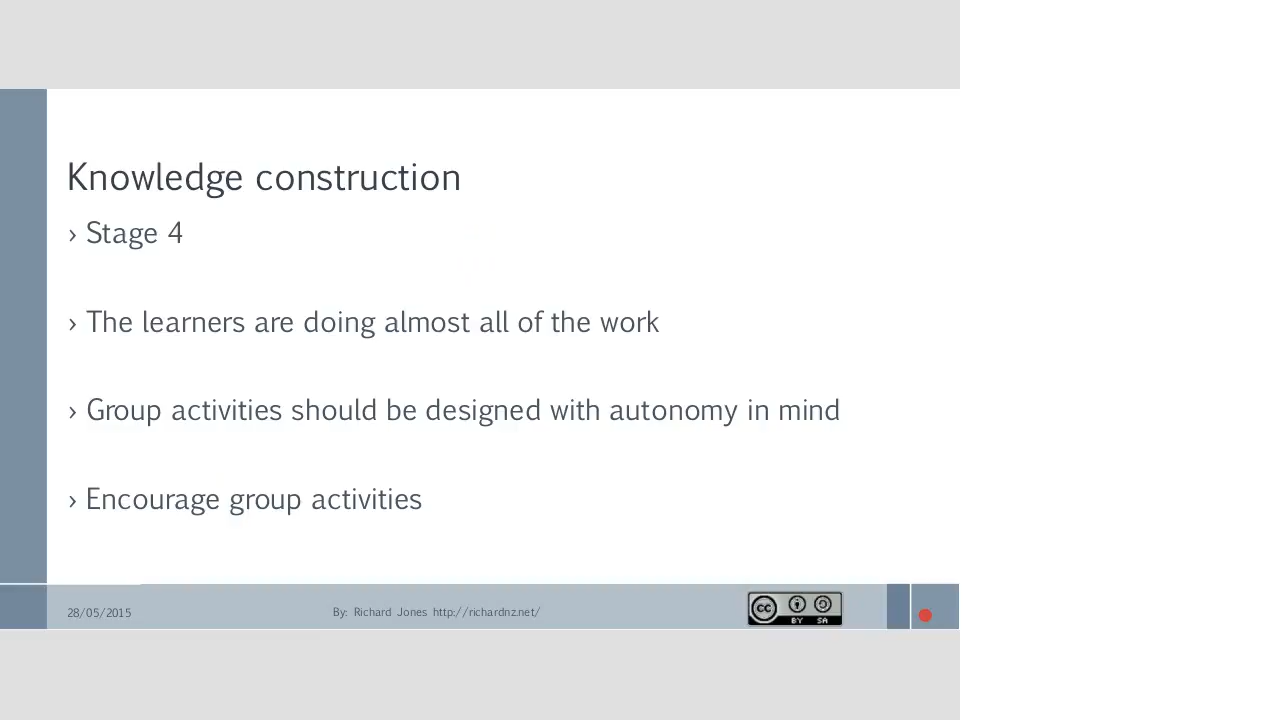 Knowledge construction
› Stage 4
› The learners are doing almost all of the work
› Group activities should be designed with autonomy in mind
› Encourage group activities
28/05/2015
By: Richard Jones http://richardnz.net/
cc
BY SA